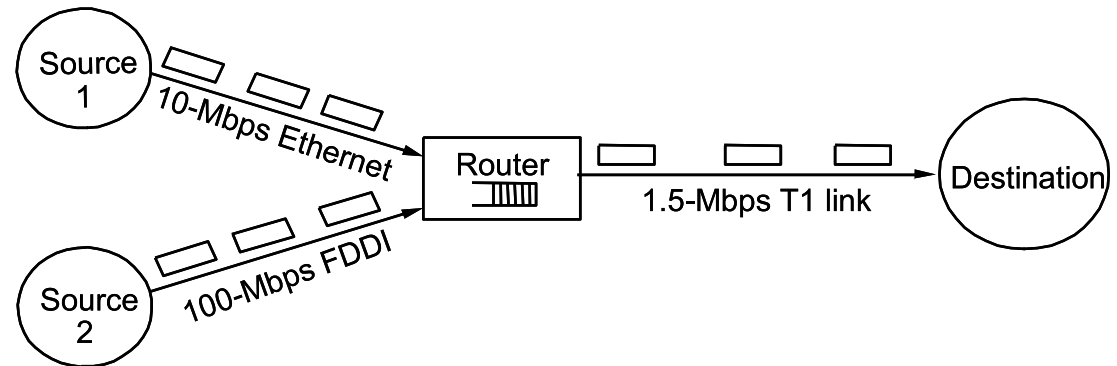 Source
1
10-Mbps Ethernet
Router
1.5-Mbps T1 link
Destination
100-Mbps FDDI
Source
2